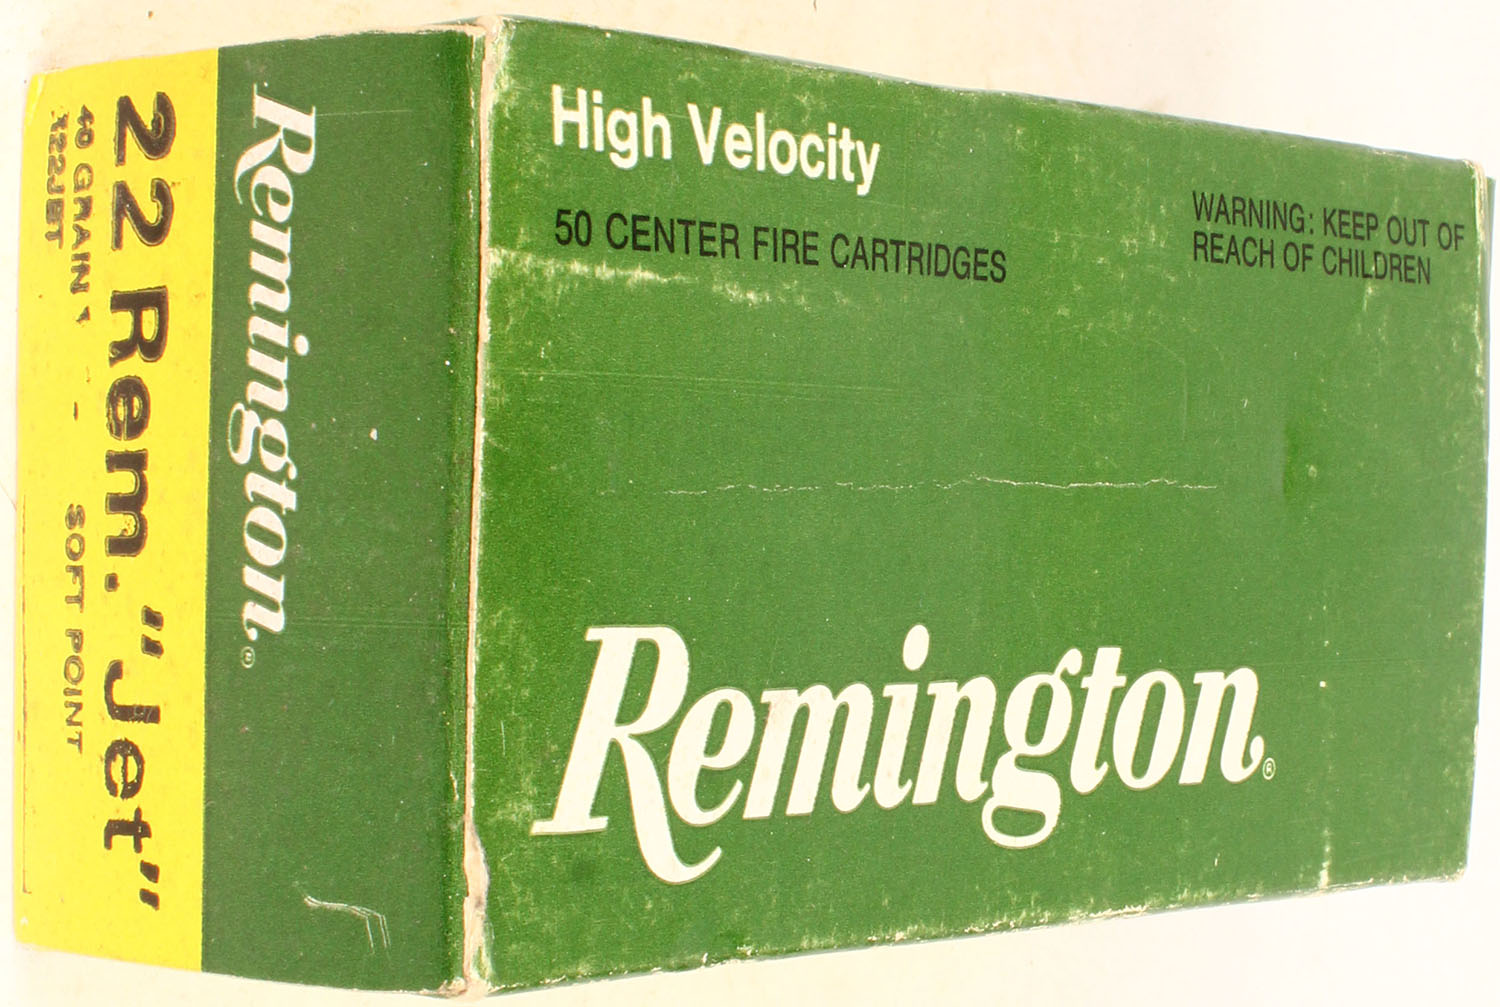 High Velocity
50 CENTER FIRE CARTRIDGES
WARNING: KEEP OUT OF
REACH OF CHILDREN
Remington®
Remington®
22 Rem. "Jet"
40 GRAIN
SOFT POINT